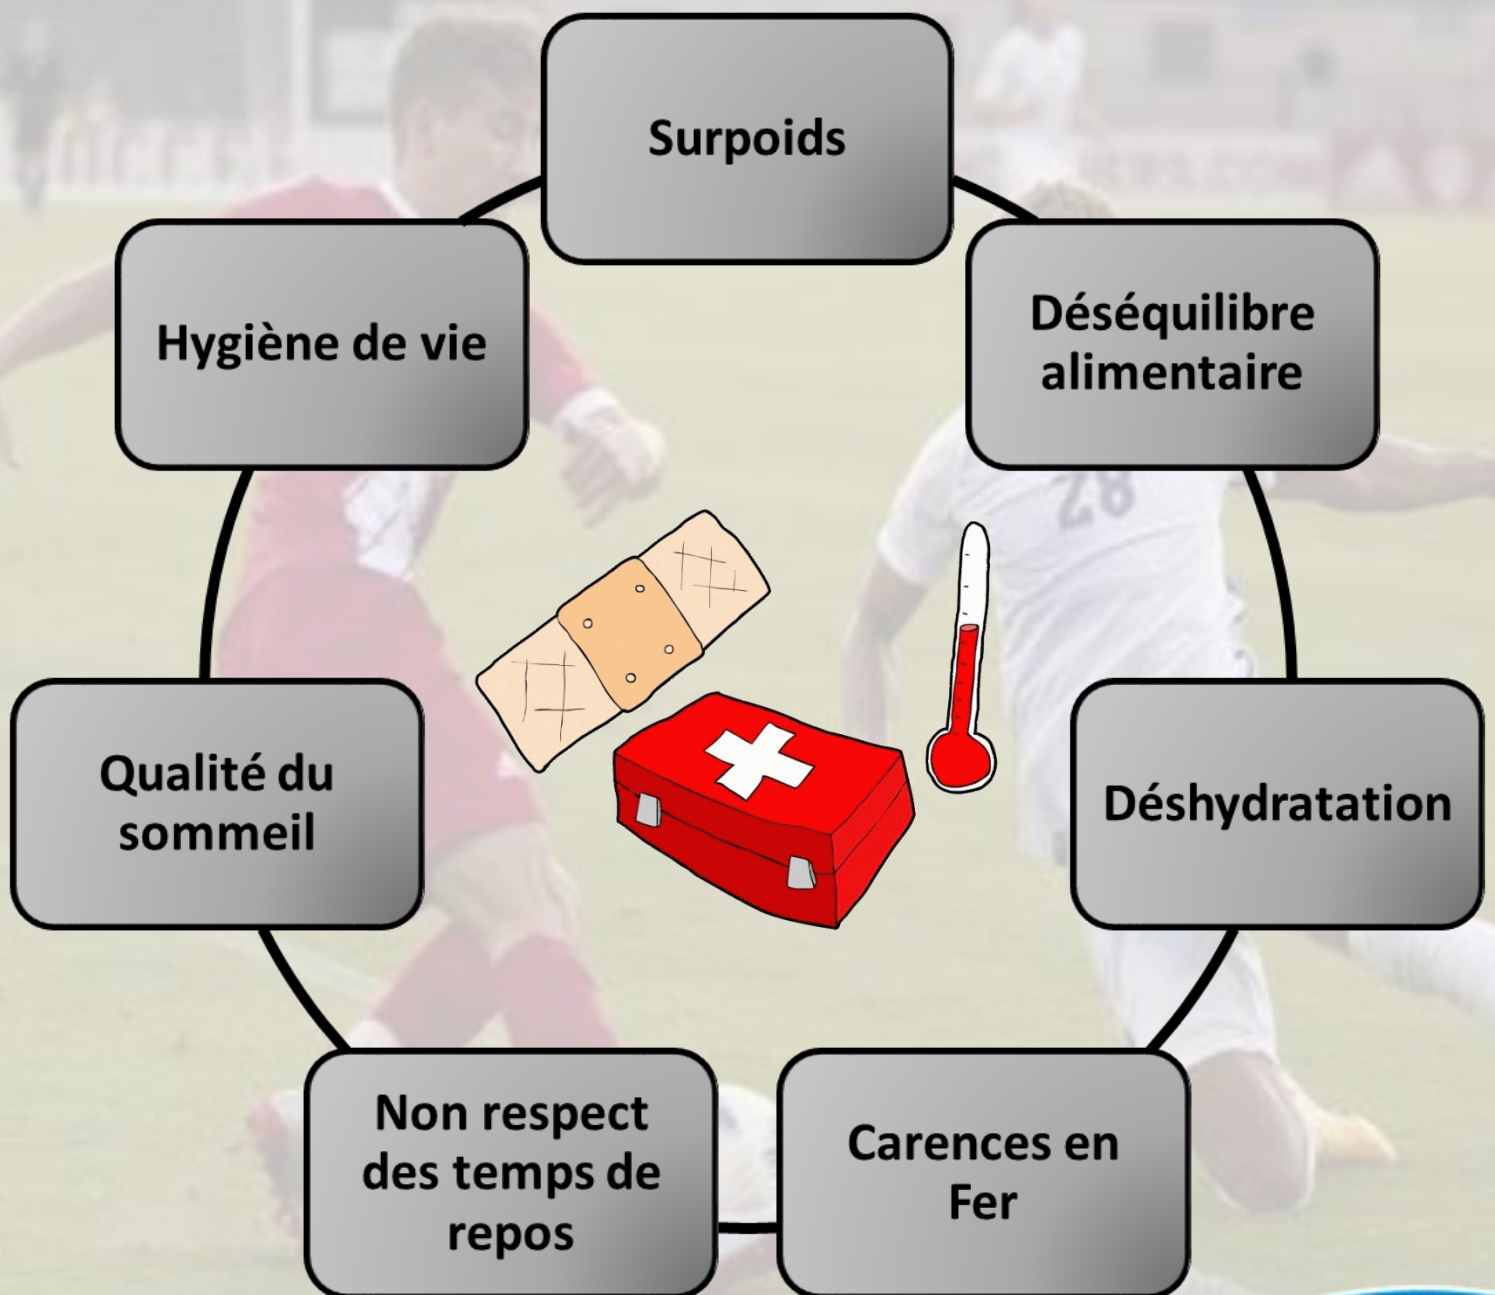 Surpoids
Déséquilibre
alimentaire
Déshydratation
Carences en
Fer
Non respect
des temps de
repos
Qualité du
sommeil
Hygiène de vie
28